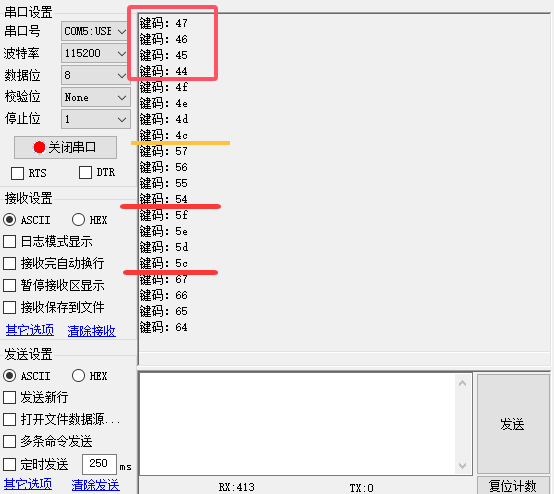 串口设置
串口号 COM5:USE
波特率 115200
数据位 8
校验位 None
停止位 1
关闭串口
RTS DTR
接收设置
ASCII HEX
日志模式显示
接收完自动换行
暂停接收区显示
接收保存到文件
其它选项 清除接收
发送设置
ASCII HEX
发送新行
打开文件数据源...
多条命令发送
定时发送 250 ms
其它选项 清除发送
键码: 47
键码: 46
键码: 45
键码: 44
键码: 4f
键码: 4e
键码: 4d
键码: 4c
键码: 57
键码: 56
键码: 55
键码: 54
键码: 5f
键码: 5e
键码: 5d
键码: 5c
键码: 67
键码: 66
键码: 65
键码: 64
发送
RX:413 TX:0 复位计数